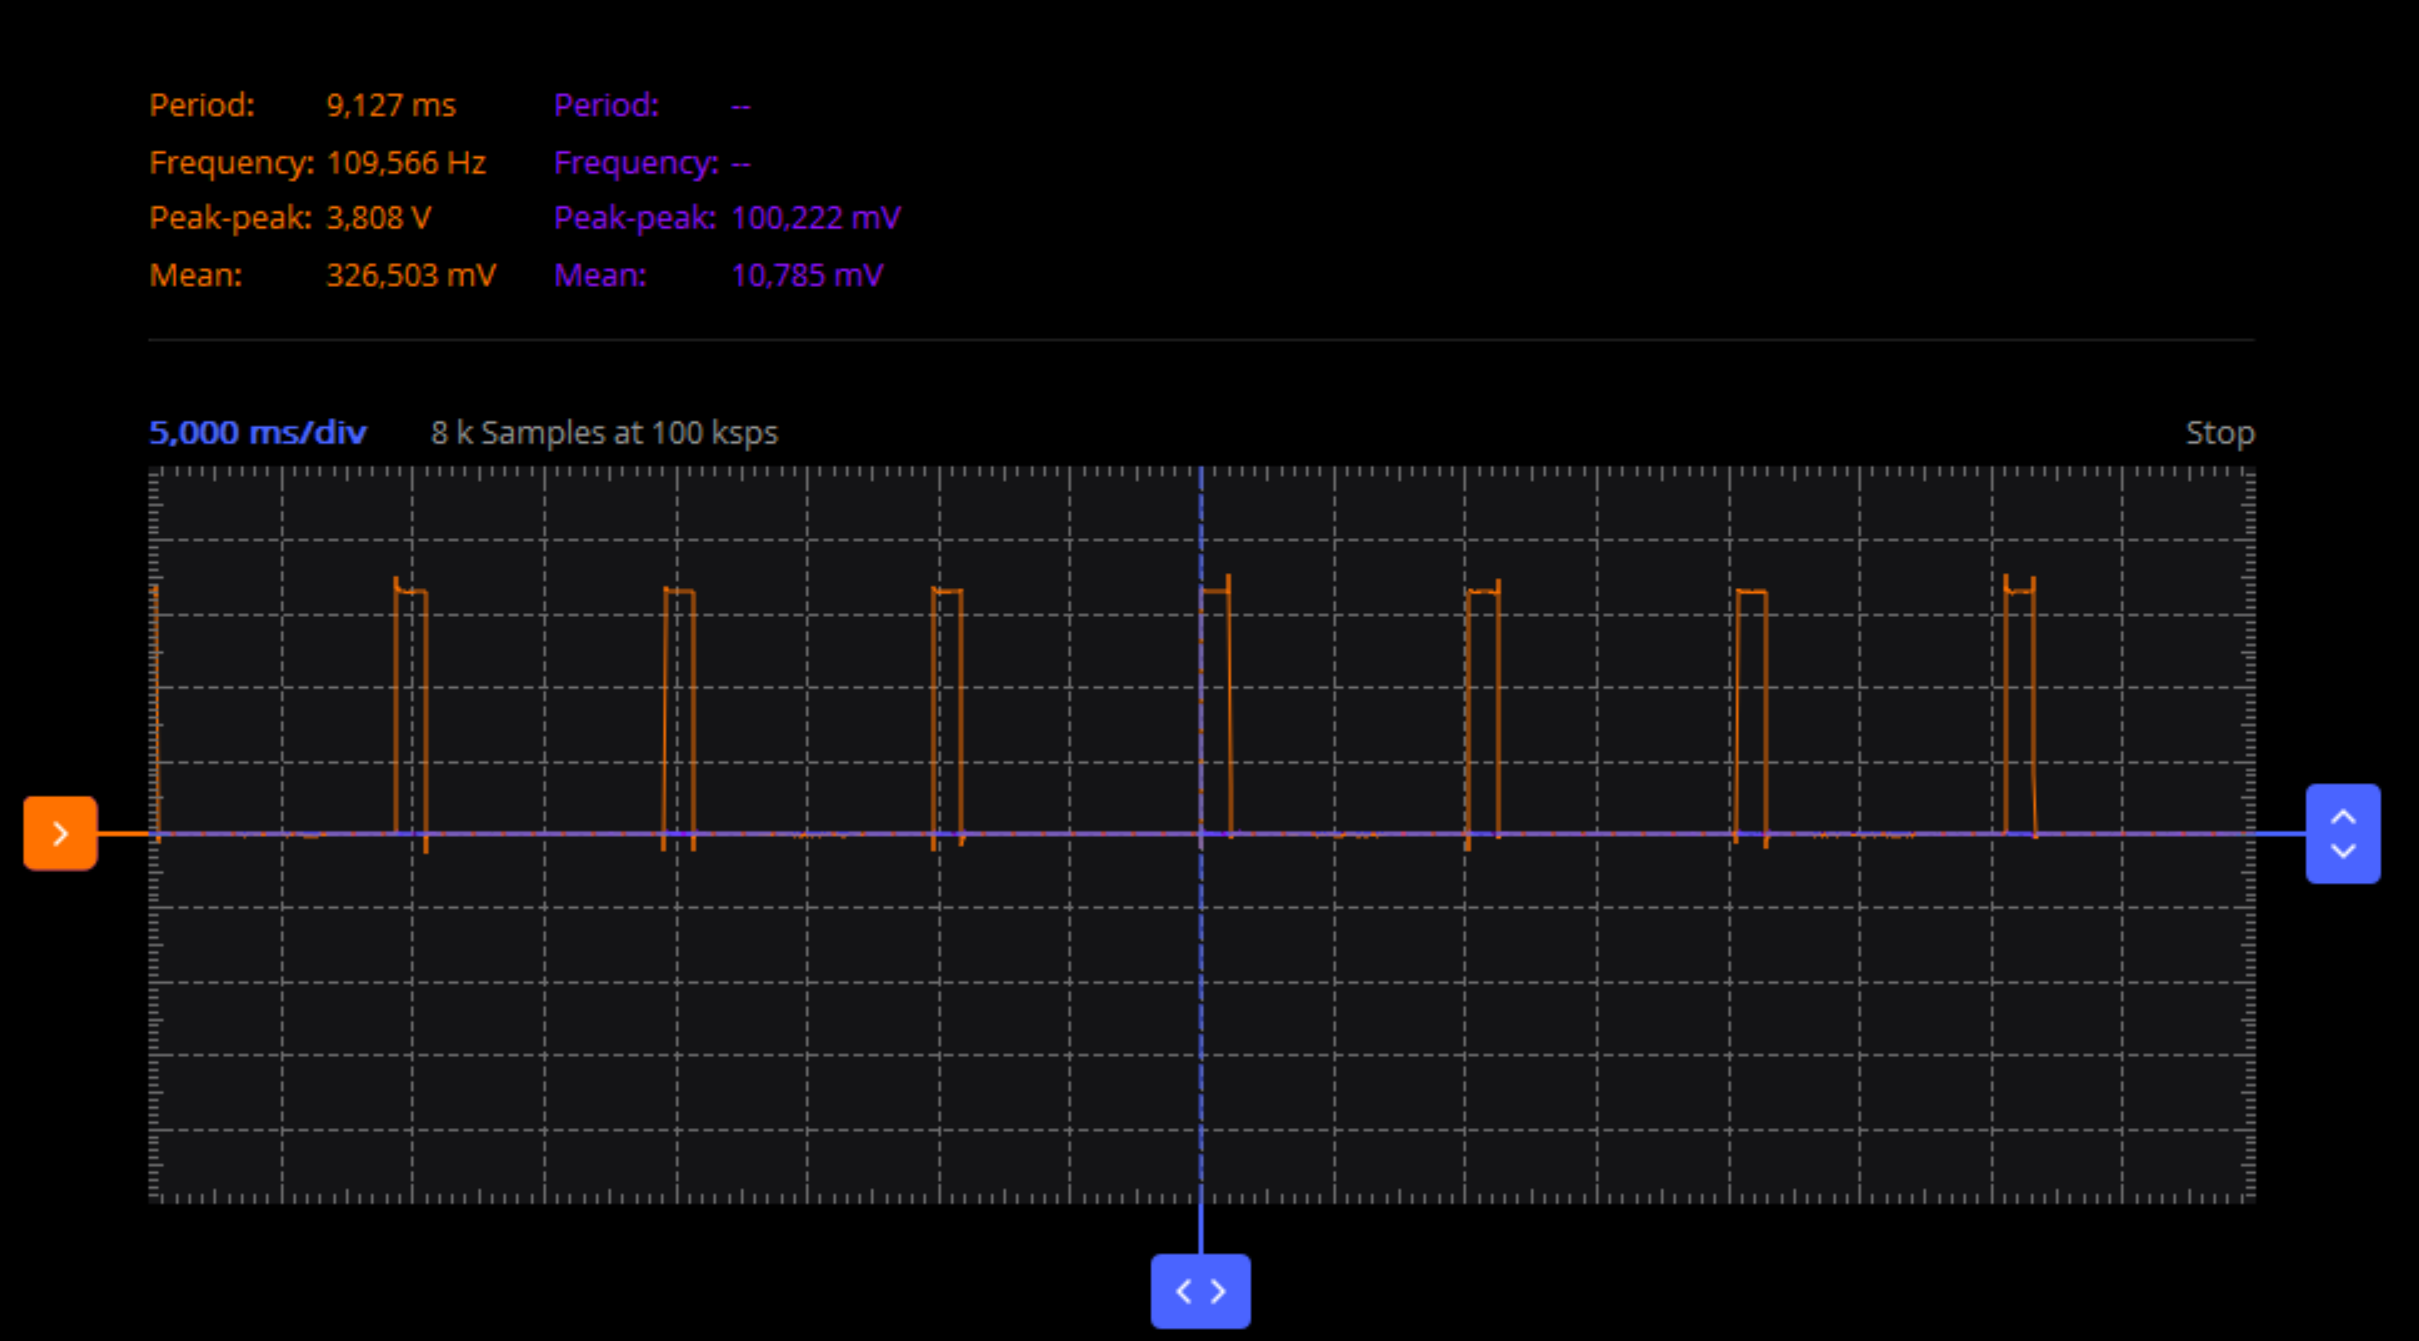 Period: 9,127 ms Period: --
Frequency: 109,566 Hz Frequency: --
Peak-peak: 3,808 V Peak-peak: 100,222 mV
Mean: 326,503 mV Mean: 10,785 mV
5,000 ms/div 8 k Samples at 100 ksps Stop